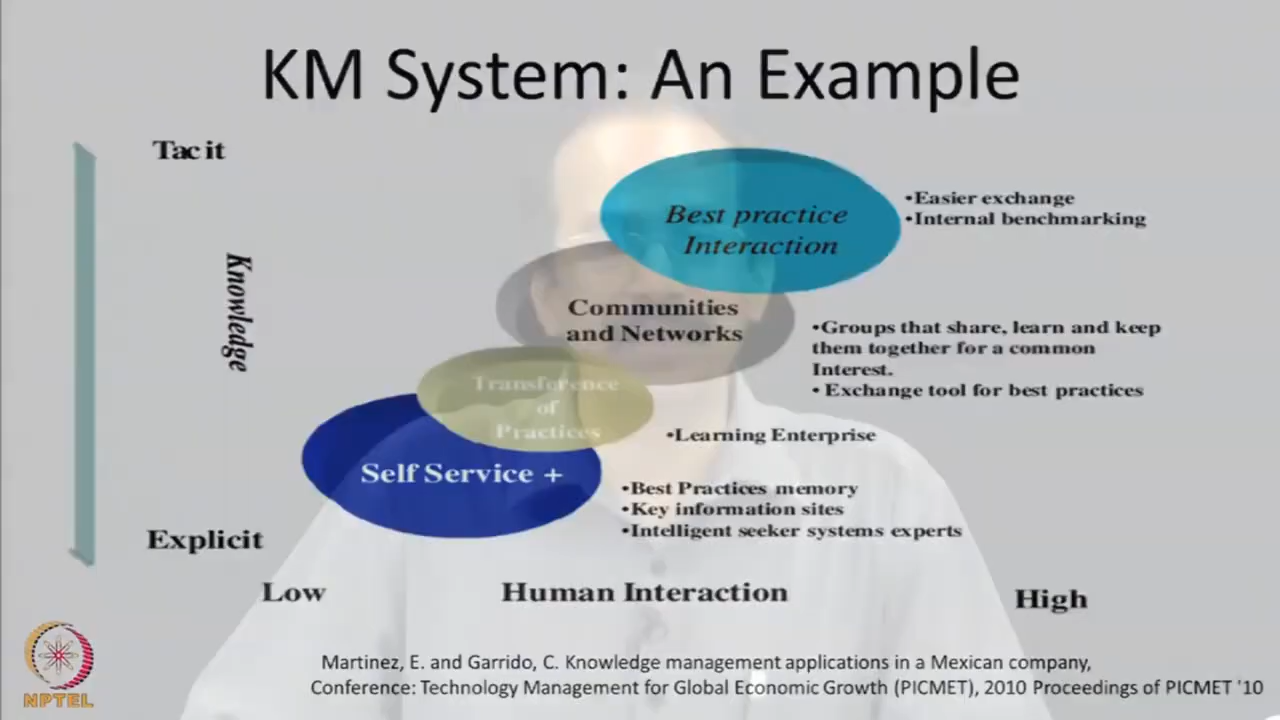 KM System: An Example
Tacit
Knowledge
Best practice
Interaction
•Easier exchange
•Internal benchmarking
Communities
and Networks
•Groups that share, learn and keep
them together for a common
Interest.
• Exchange tool for best practices
Transference
of
Practices
•Learning Enterprise
Self Service +
•Best Practices memory
•Key information sites
•Intelligent seeker systems experts
Explicit
Low
Human Interaction
High
Martinez, E. and Garrido, C. Knowledge management applications in a Mexican company,
Conference: Technology Management for Global Economic Growth (PICMET), 2010 Proceedings of PICMET '10
NPTEL